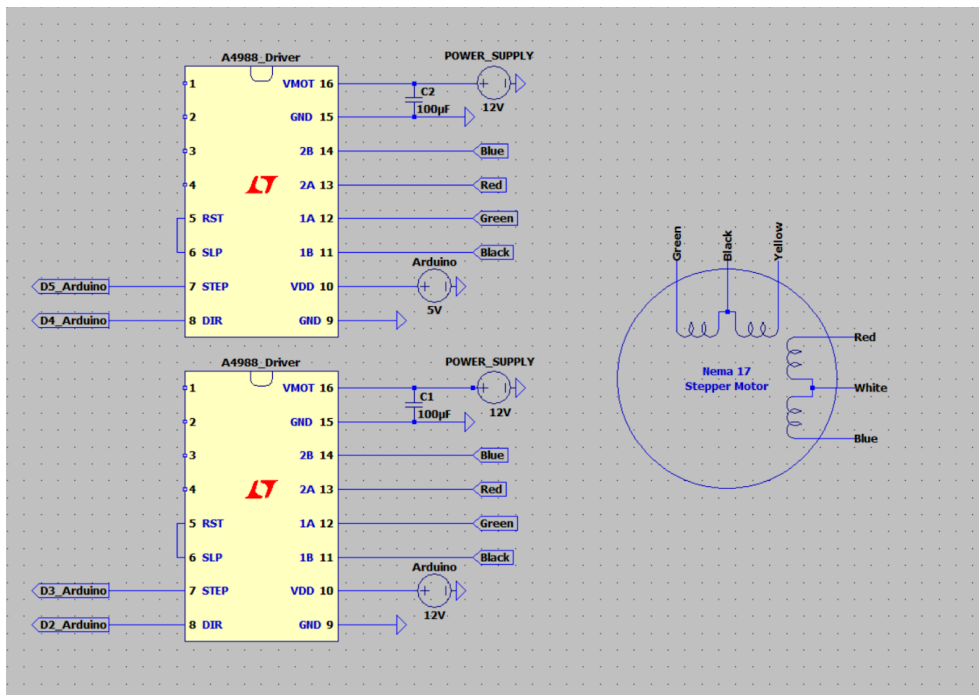 A4988_Driver
POWER_SUPPLY
1 VMOT 16
C2
100µF
12V
2 GND 15
3 2B 14 Blue
4 2A 13 Red
5 RST 1A 12 Green
6 SLP 1B 11 Black
Arduino
D5_Arduino 7 STEP VDD 10
5V
D4_Arduino 8 DIR GND 9
A4988_Driver
POWER_SUPPLY
1 VMOT 16
C1
100µF
12V
2 GND 15
3 2B 14 Blue
4 2A 13 Red
5 RST 1A 12 Green
6 SLP 1B 11 Black
Arduino
D3_Arduino 7 STEP VDD 10
12V
D2_Arduino 8 DIR GND 9
Green
Black
Yellow
Red
Nema 17
Stepper Motor
White
Blue